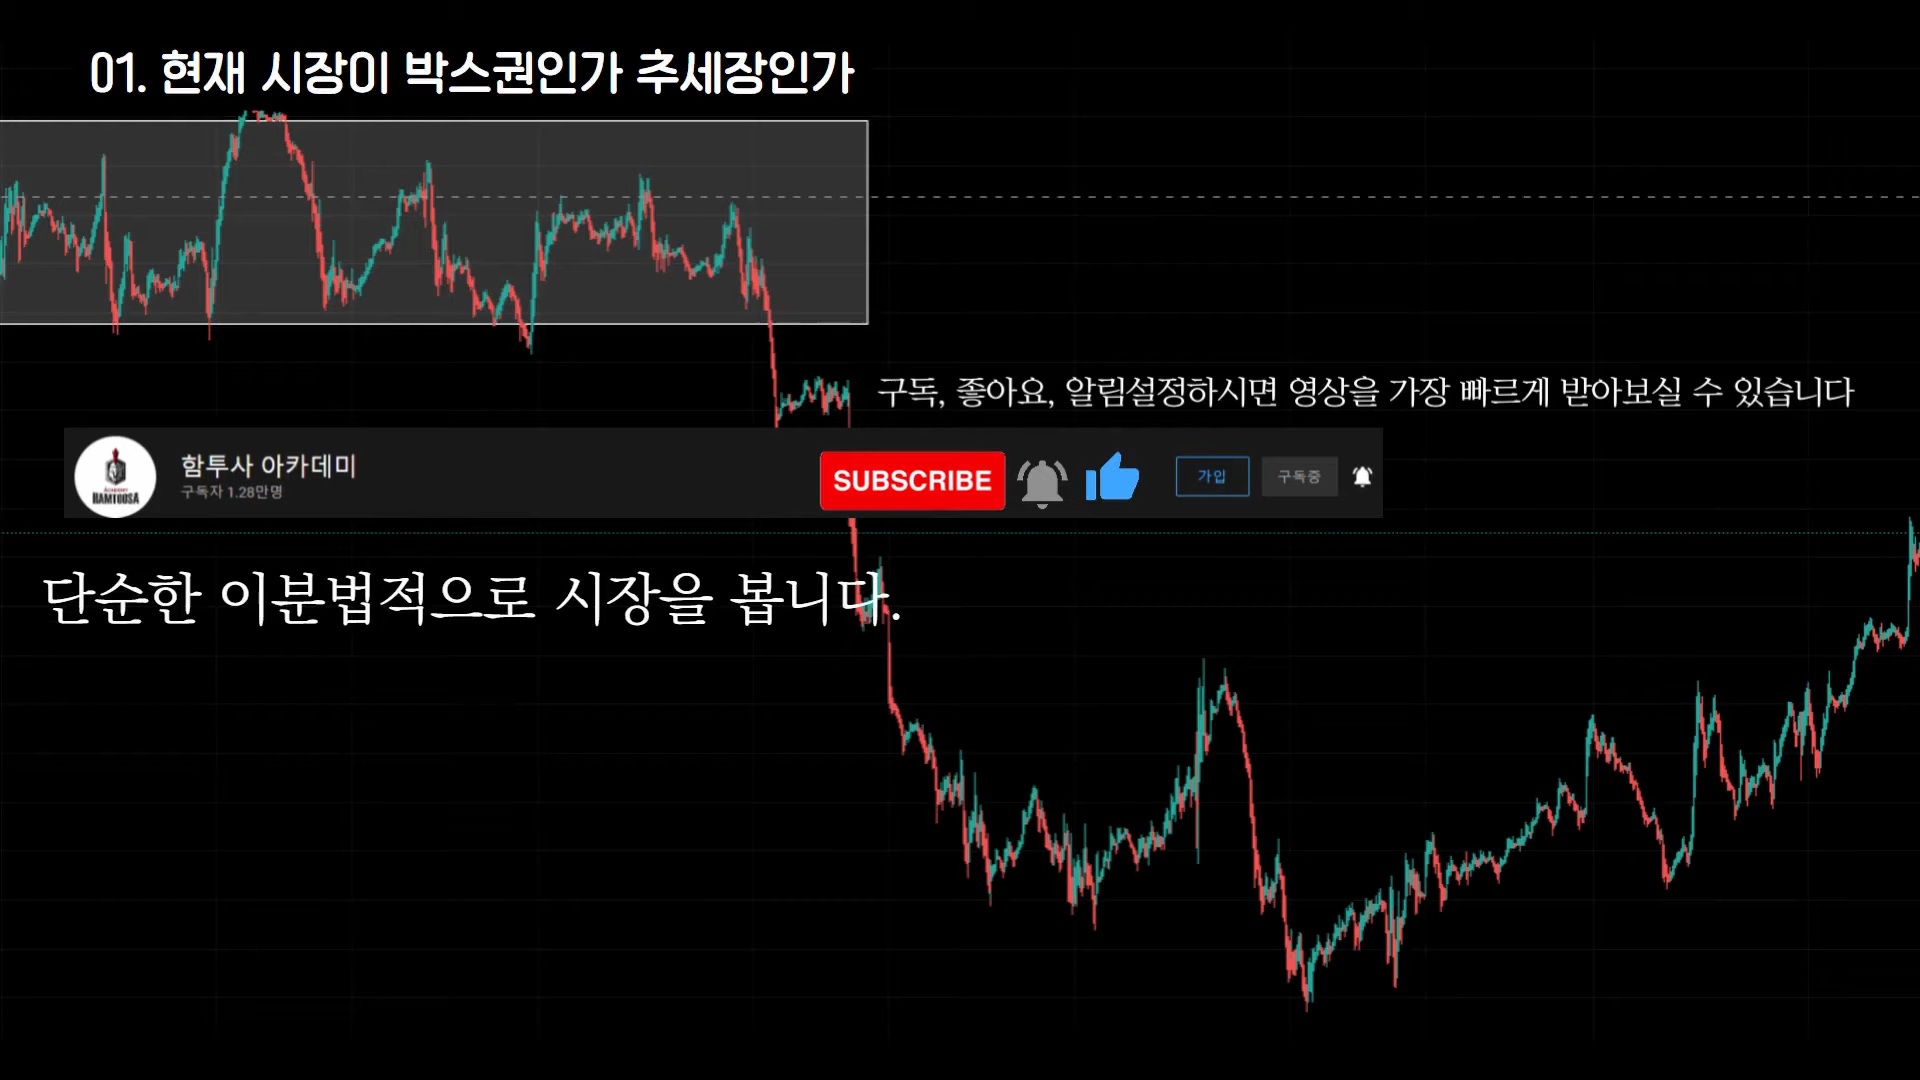 01. 현재 시장이 박스권인가 추세장인가
구독, 좋아요, 알림설정하시면 영상을 가장 빠르게 받아보실 수 있습니다
함투사 아카데미
구독자 1.28만명
ACADEMY
HAMTOOSA
SUBSCRIBE
가입
구독중
단순한 이분법적으로 시장을 봅니다.